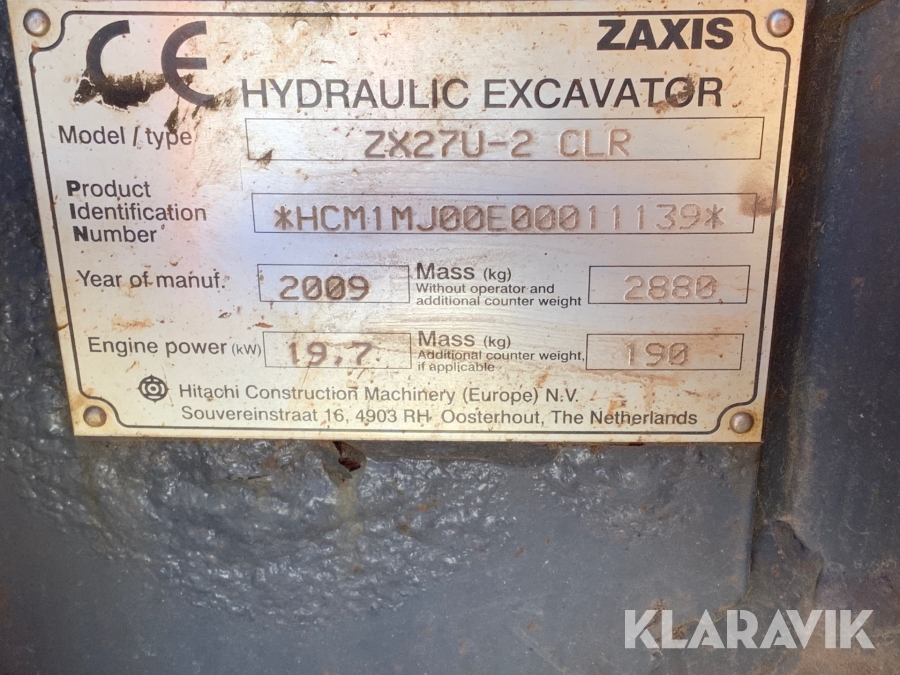 CE ZAXIS
HYDRAULIC EXCAVATOR
Model / type ZX27U-2 CLR
Product
Identification *HCM1MJ00E00011139*
Number
Year of manuf. 2009 Mass (kg) 2880
Without operator and
additional counter weight
Engine power (kW) 19,7 Mass (kg) 190
Additional counter weight,
if applicable
Hitachi Construction Machinery (Europe) N.V.
Souvereinstraat 16, 4903 RH Oosterhout, The Netherlands
KLARAVIK